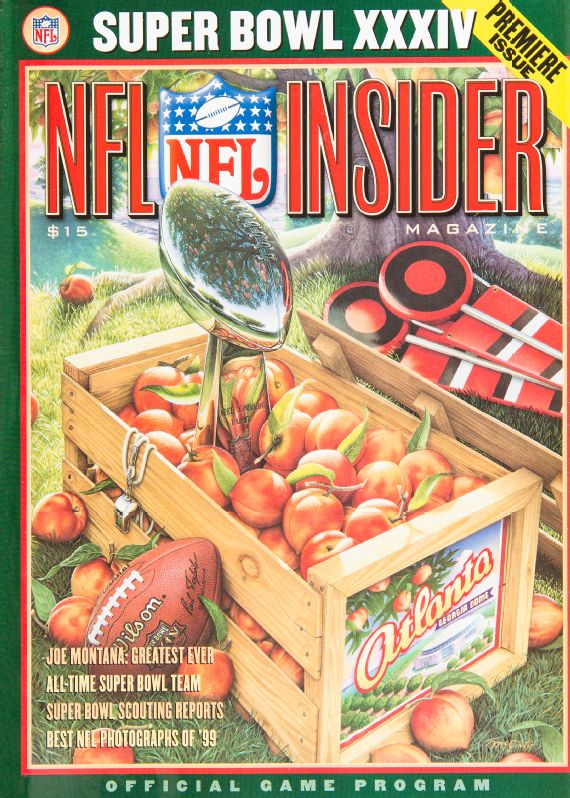 NFL
SUPER BOWL XXXIV
PREMIERE
ISSUE
NFL NFL INSIDER
$15
MAGAZINE
Wilson
Atlanta
GEORGIA DOME
JOE MONTANA: GREATEST EVER
ALL-TIME SUPER BOWL TEAM
SUPER BOWL SCOUTING REPORTS
BEST NFL PHOTOGRAPHS OF '99
OFFICIAL GAME PROGRAM